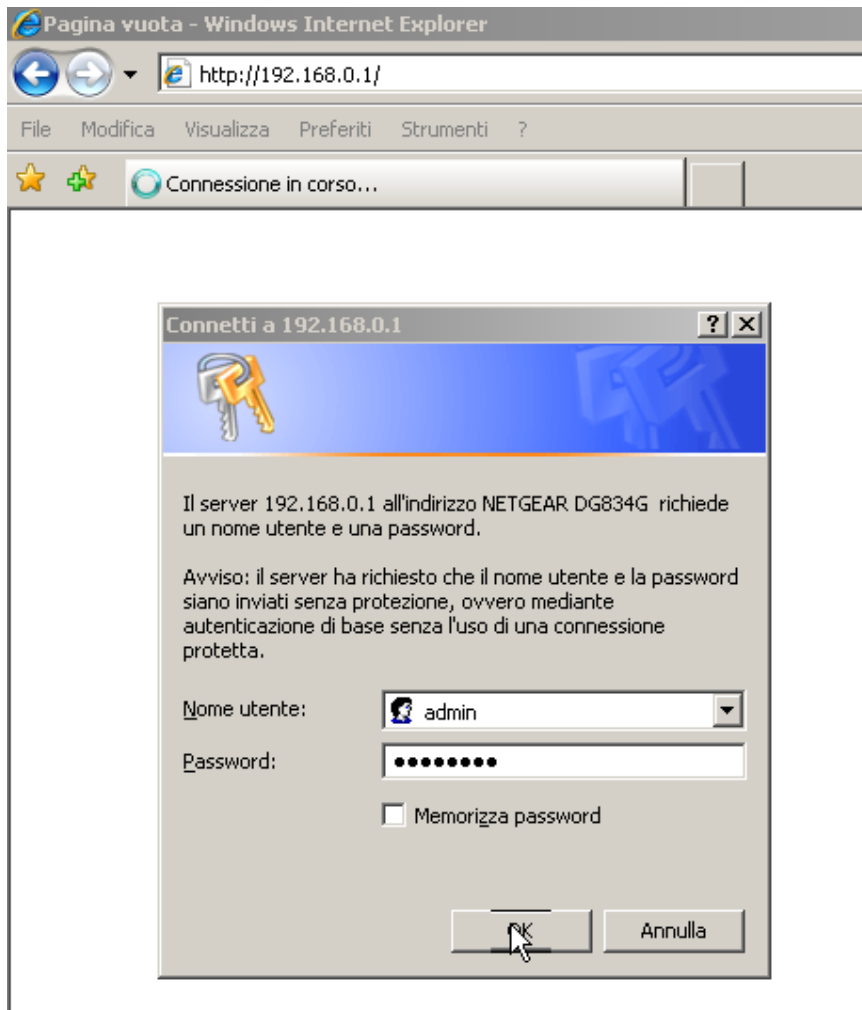 Pagina vuota - Windows Internet Explorer
http://192.168.0.1/
File Modifica Visualizza Preferiti Strumenti ?
Connessione in corso...
Connetti a 192.168.0.1
Il server 192.168.0.1 all'indirizzo NETGEAR DG834G richiede
un nome utente e una password.
Avviso: il server ha richiesto che il nome utente e la password
siano inviati senza protezione, ovvero mediante
autenticazione di base senza l'uso di una connessione
protetta.
Nome utente: admin
Password: ●●●●●●●●
Memorizza password
OK Annulla